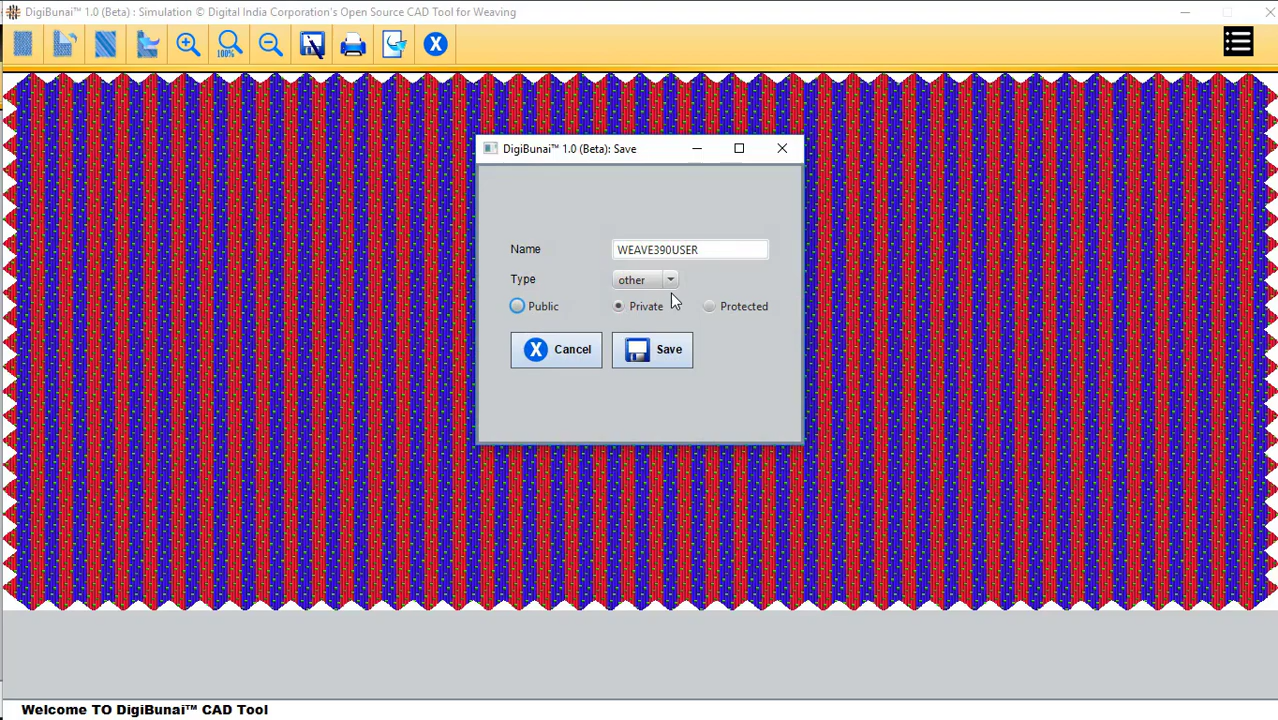 DigiBunai™ 1.0 (Beta) : Simulation © Digital India Corporation's Open Source CAD Tool for Weaving
100%
X
DigiBunai™ 1.0 (Beta): Save
Name WEAVE390USER
Type other
Public Private Protected
X Cancel Save
Welcome TO DigiBunai™ CAD Tool